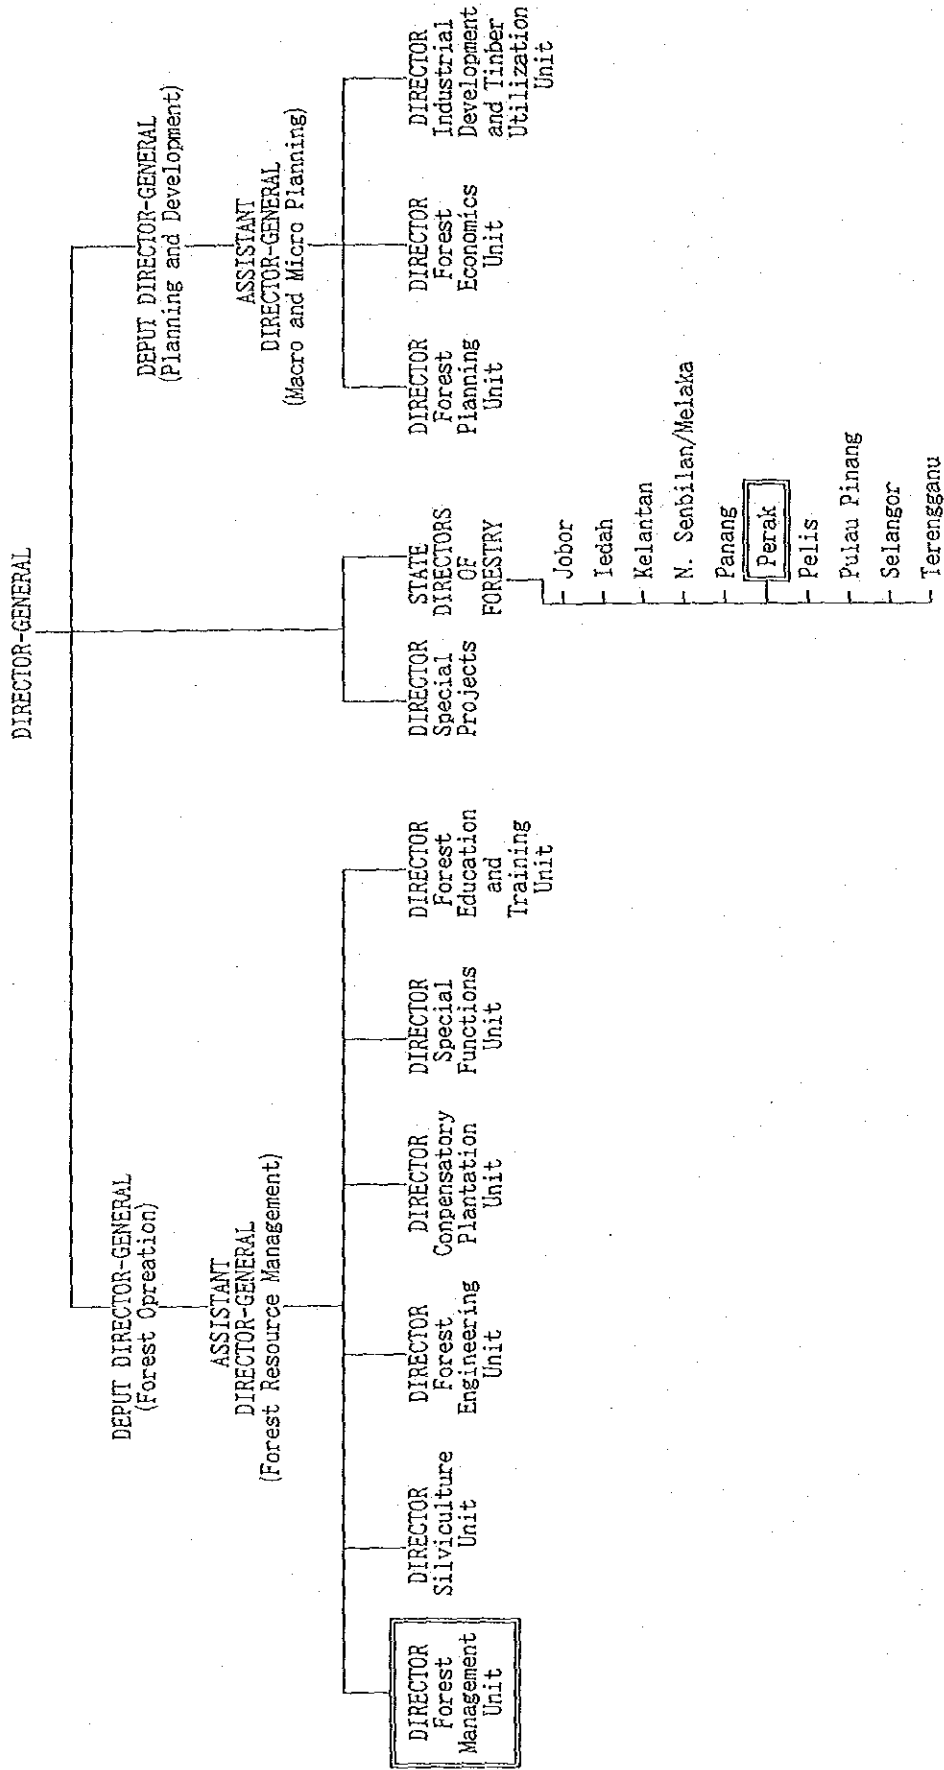 DIRECTOR-GENERAL
DEPUT DIRECTOR-GENERAL
(Forest Opreation)
ASSISTANT
DIRECTOR-GENERAL
(Forest Resource Management)
DIRECTOR
Forest
Management
Unit
DIRECTOR
Silviculture
Unit
DIRECTOR
Forest
Engineering
Unit
DIRECTOR
Conpensatory
Plantation
Unit
DIRECTOR
Special
Functions
Unit
DIRECTOR
Forest
Education
and
Training
Unit
DIRECTOR
Special
Projects
STATE
DIRECTORS
OF
FORESTRY
Jobor
Iedah
Kelantan
N. Senbilan/Melaka
Panang
Perak
Pelis
Pulau Pinang
Selangor
Terengganu
DEPUT DIRECTOR-GENERAL
(Planning and Development)
ASSISTANT
DIRECTOR-GENERAL
(Macro and Micro Planning)
DIRECTOR
Forest
Planning
Unit
DIRECTOR
Forest
Economics
Unit
DIRECTOR
Industrial
Development
and Tinber
Utilization
Unit